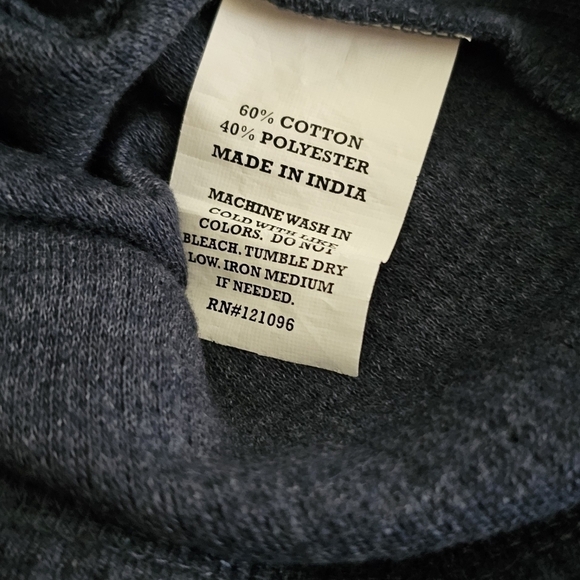 60% COTTON
40% POLYESTER
MADE IN INDIA
MACHINE WASH IN
COLD WITH LIKE
COLORS. DO NOT
BLEACH. TUMBLE DRY
LOW. IRON MEDIUM
IF NEEDED.
RN#121096